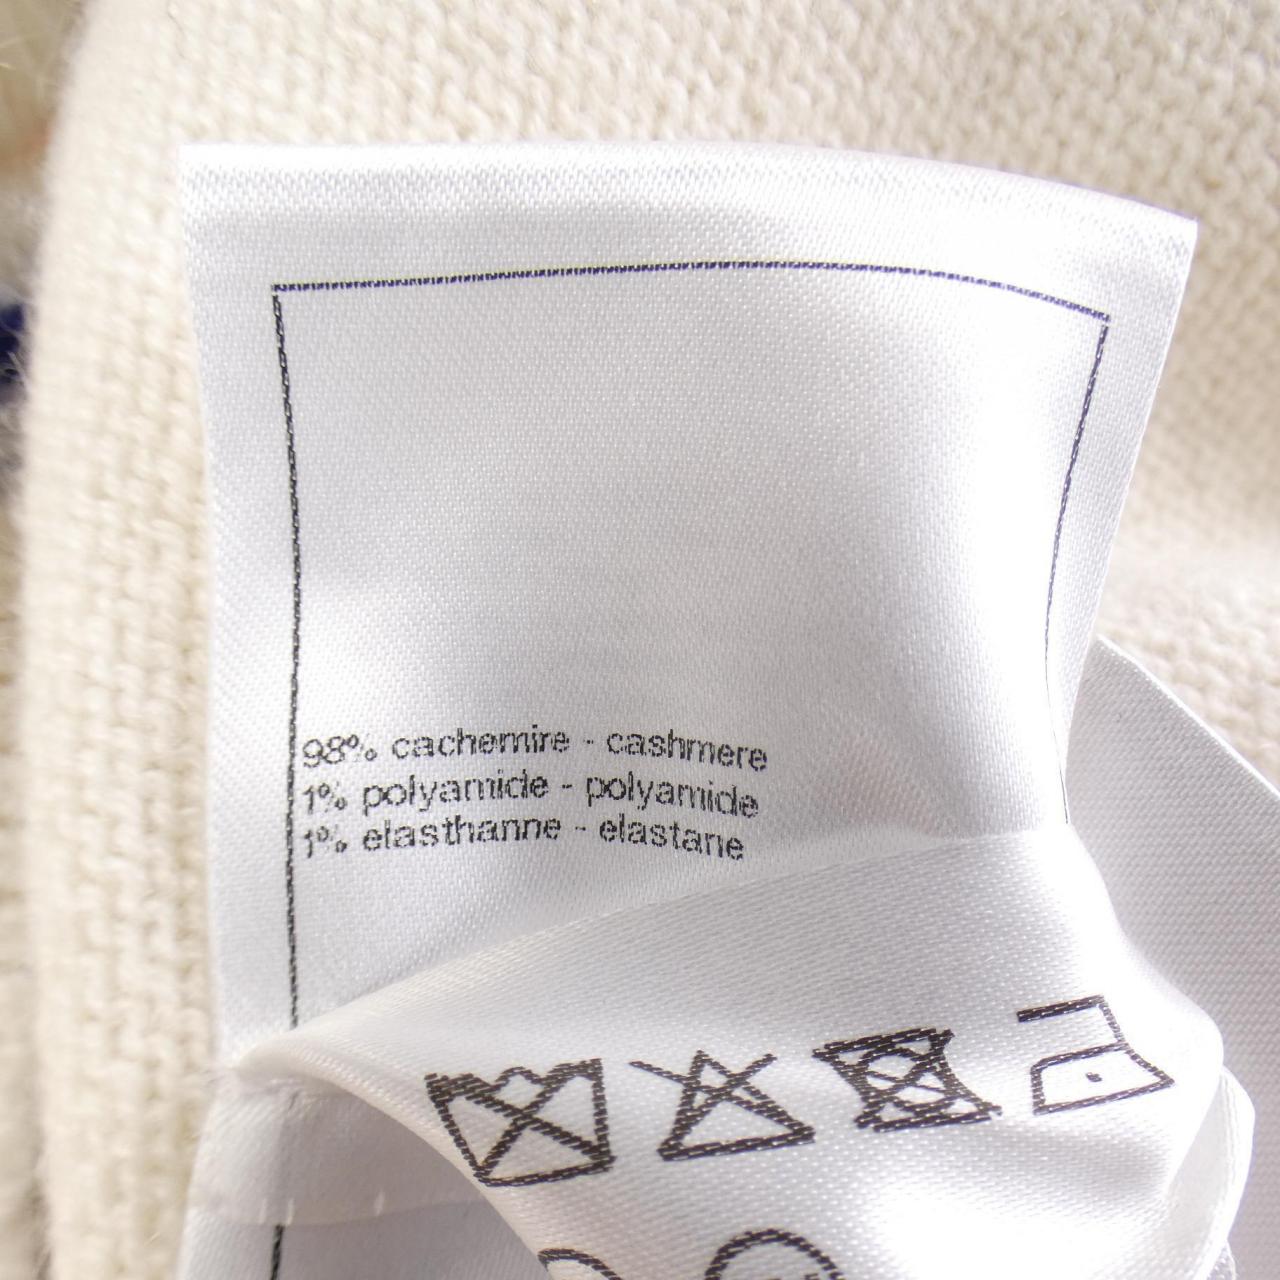 98% cachemire - cashmere
1% polyamide - polyamide
1% elasthanne - elastane